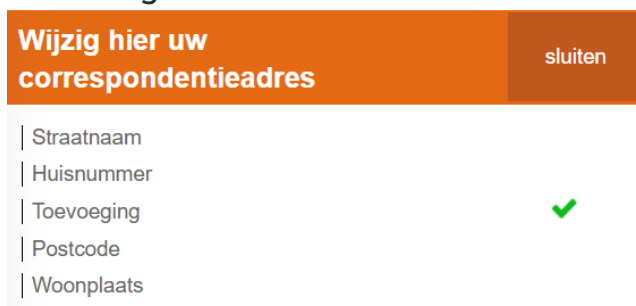 Wijzig hier uw
correspondentieadres
sluiten
Straatnaam
Huisnummer
Toevoeging
Postcode
Woonplaats